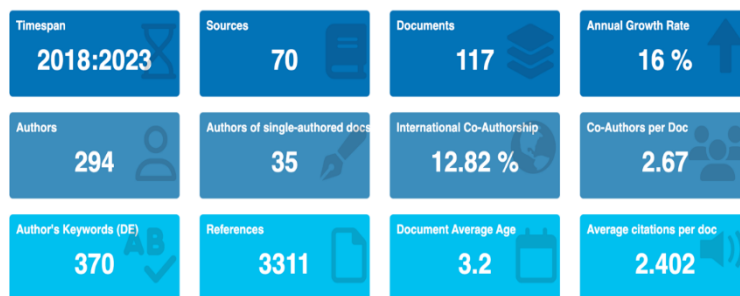 Timespan
2018:2023
Sources
70
Documents
117
Annual Growth Rate
16 %
Authors
294
Authors of single-authored docs
35
International Co-Authorship
12.82 %
Co-Authors per Doc
2.67
Author's Keywords (DE)
370
AB
References
3311
Document Average Age
3.2
Average citations per doc
2.402